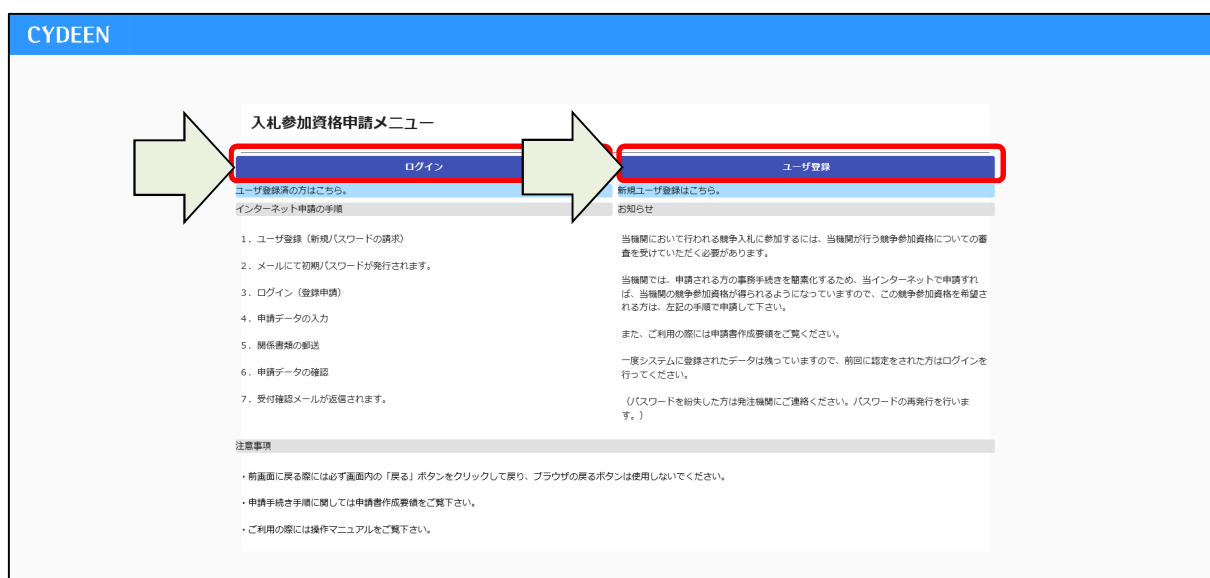 CYDEEN
入札参加資格申請メニュー
ログイン
ユーザ登録済の方はこちら。
インターネット申請の手順
1．ユーザ登録（新規パスワードの請求）
2．メールにて初期パスワードが発行されます。
3．ログイン（登録申請）
4．申請データの入力
5．関係書類の郵送
6．申請データの確認
7．受付確認メールが返信されます。
ユーザ登録
新規ユーザ登録はこちら。
お知らせ
当機関において行われる競争入札に参加するには、当機関が行う競争参加資格についての審
査を受けていただく必要があります。
当機関では、申請される方の事務手続きを簡素化するため、当インターネットで申請すれ
ば、当機関の競争参加資格が得られるようになっていますので、この競争参加資格を希望さ
れる方は、左記の手順で申請して下さい。
また、ご利用の際には申請書作成要領をご覧ください。
一度システムに登録されたデータは残っていますので、前回に認定をされた方はログインを
行ってください。
（パスワードを紛失した方は発注機関にご連絡ください。パスワードの再発行を行いま
す。）
注意事項
・前画面に戻る際には必ず画面内の「戻る」ボタンをクリックして戻り、ブラウザの戻るボタンは使用しないでください。
・申請手続き手順に関しては申請書作成要領をご覧下さい。
・ご利用の際には操作マニュアルをご覧下さい。